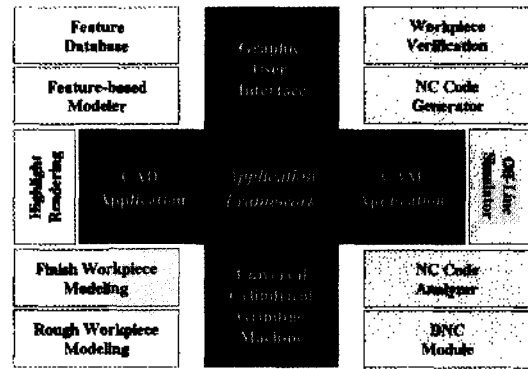 Feature
Database
Feature-based
Modeler
Highlight
Rendering
Finish Workpiece
Modeling
Rough Workpiece
Modeling
Graphic
User
Interface
CAD
Application
Application
Framework
CAM
Application
Universal
Cylindrical
Grinding
Machine
Workpiece
Verification
NC Code
Generator
Off-Line
Simulator
NC Code
Analyzer
DNC
Module